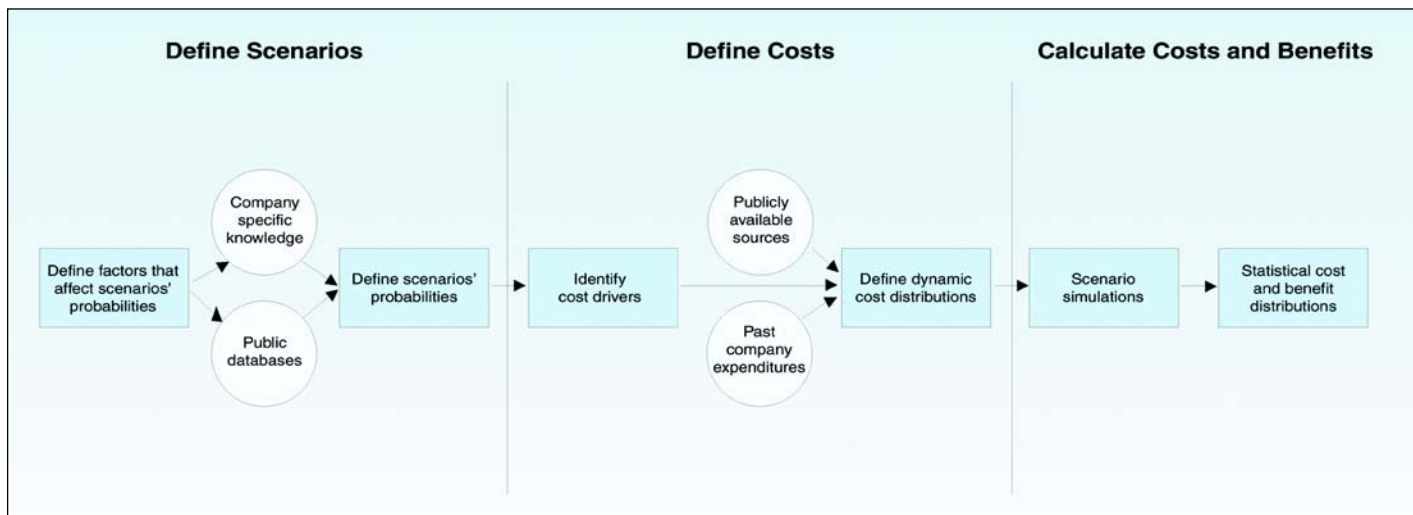 Define Scenarios
Define Costs
Calculate Costs and Benefits
Define factors that
affect scenarios'
probabilities
Company
specific
knowledge
Public
databases
Define scenarios'
probabilities
Identify
cost drivers
Publicly
available
sources
Past
company
expenditures
Define dynamic
cost distributions
Scenario
simulations
Statistical cost
and benefit
distributions